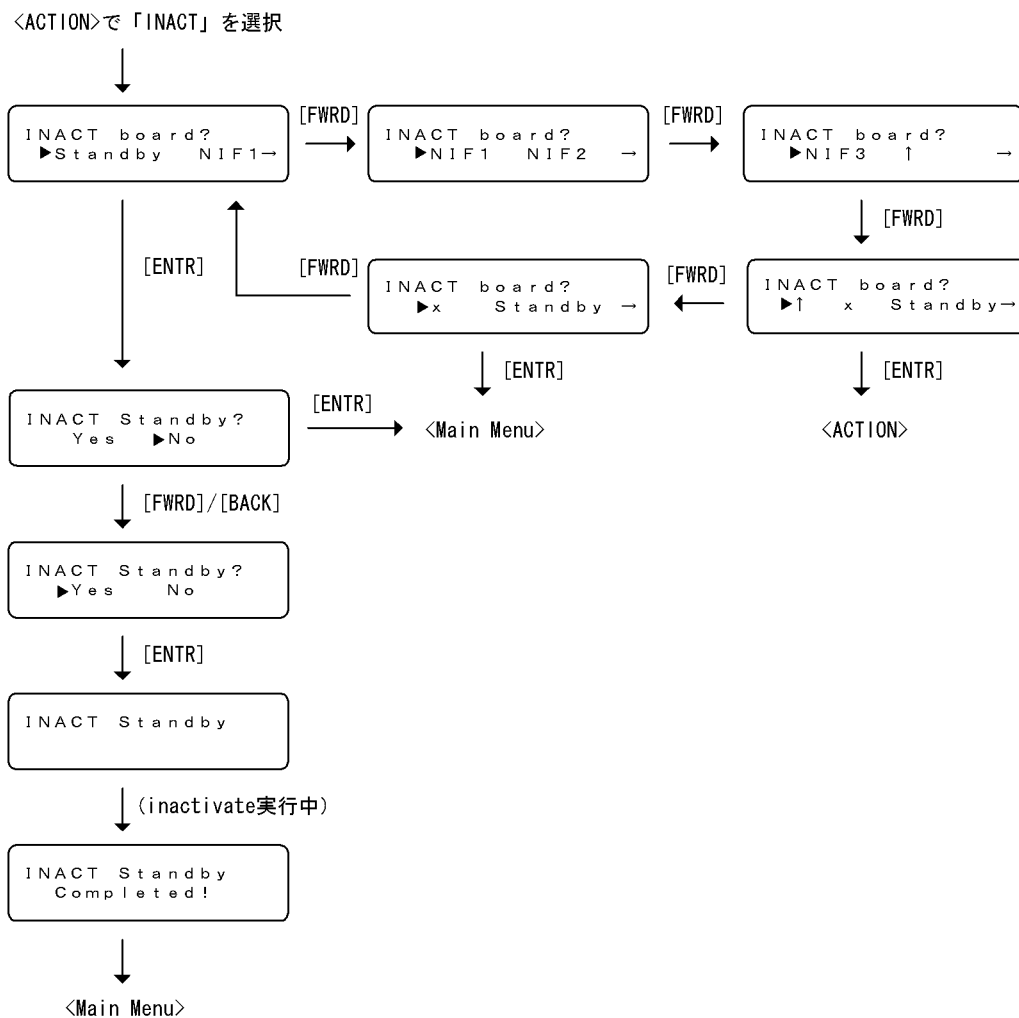 <ACTION>で「INACT」を選択
INACT board?
▶Standby NIF1→
[FWRD]
INACT board?
▶NIF1 NIF2 →
[FWRD]
INACT board?
▶NIF3 ↑ →
[FWRD]
INACT board?
▶↑ x Standby→
[FWRD]
INACT board?
▶x Standby →
[FWRD]
[ENTR]
[ENTR]
[ENTR]
<Main Menu>
<ACTION>
INACT Standby?
Yes ▶No
[ENTR]
[FWRD]/[BACK]
INACT Standby?
▶Yes No
[ENTR]
INACT Standby
(inactivate実行中)
INACT Standby
Completed!
<Main Menu>